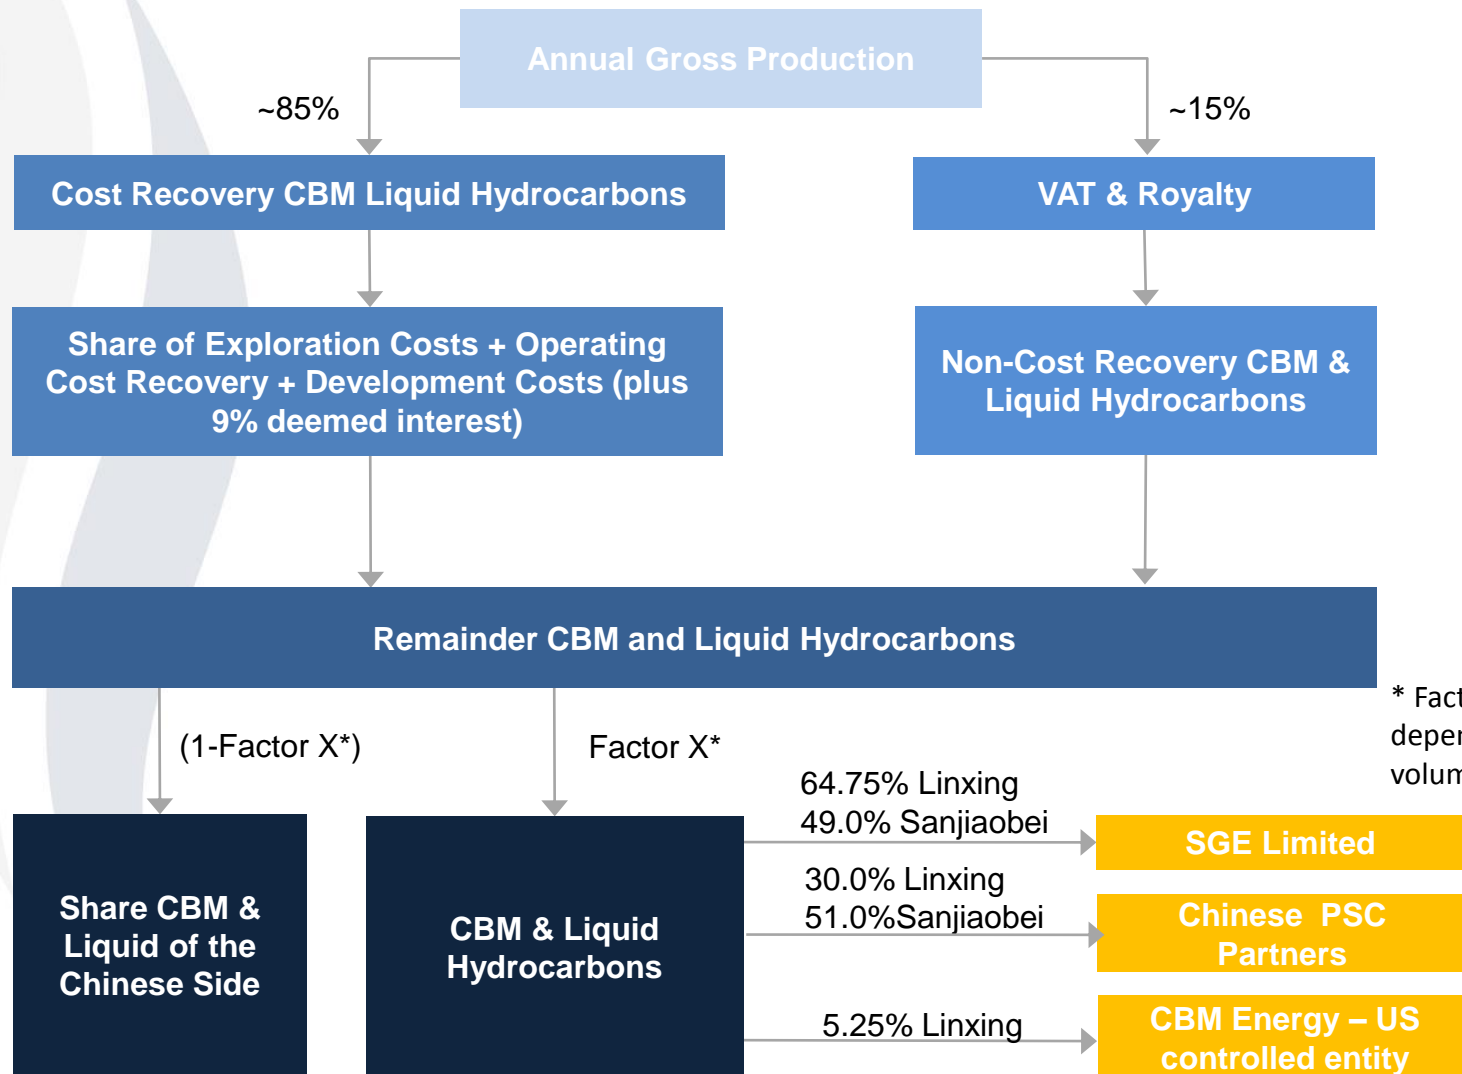 Annual Gross Production
~85%
~15%
Cost Recovery CBM Liquid Hydrocarbons
VAT & Royalty
Share of Exploration Costs + Operating
Cost Recovery + Development Costs (plus
9% deemed interest)
Non-Cost Recovery CBM &
Liquid Hydrocarbons
Remainder CBM and Liquid Hydrocarbons
(1-Factor X*)
Factor X*
*
64.75% Linxing
49.0% Sanjiaobei
SGE Limited
30.0% Linxing
51.0%Sanjiaobei
Chinese PSC
Partners
5.25% Linxing
CBM Energy – US
controlled entity
Share CBM &
Liquid of the
Chinese Side
CBM & Liquid
Hydrocarbons